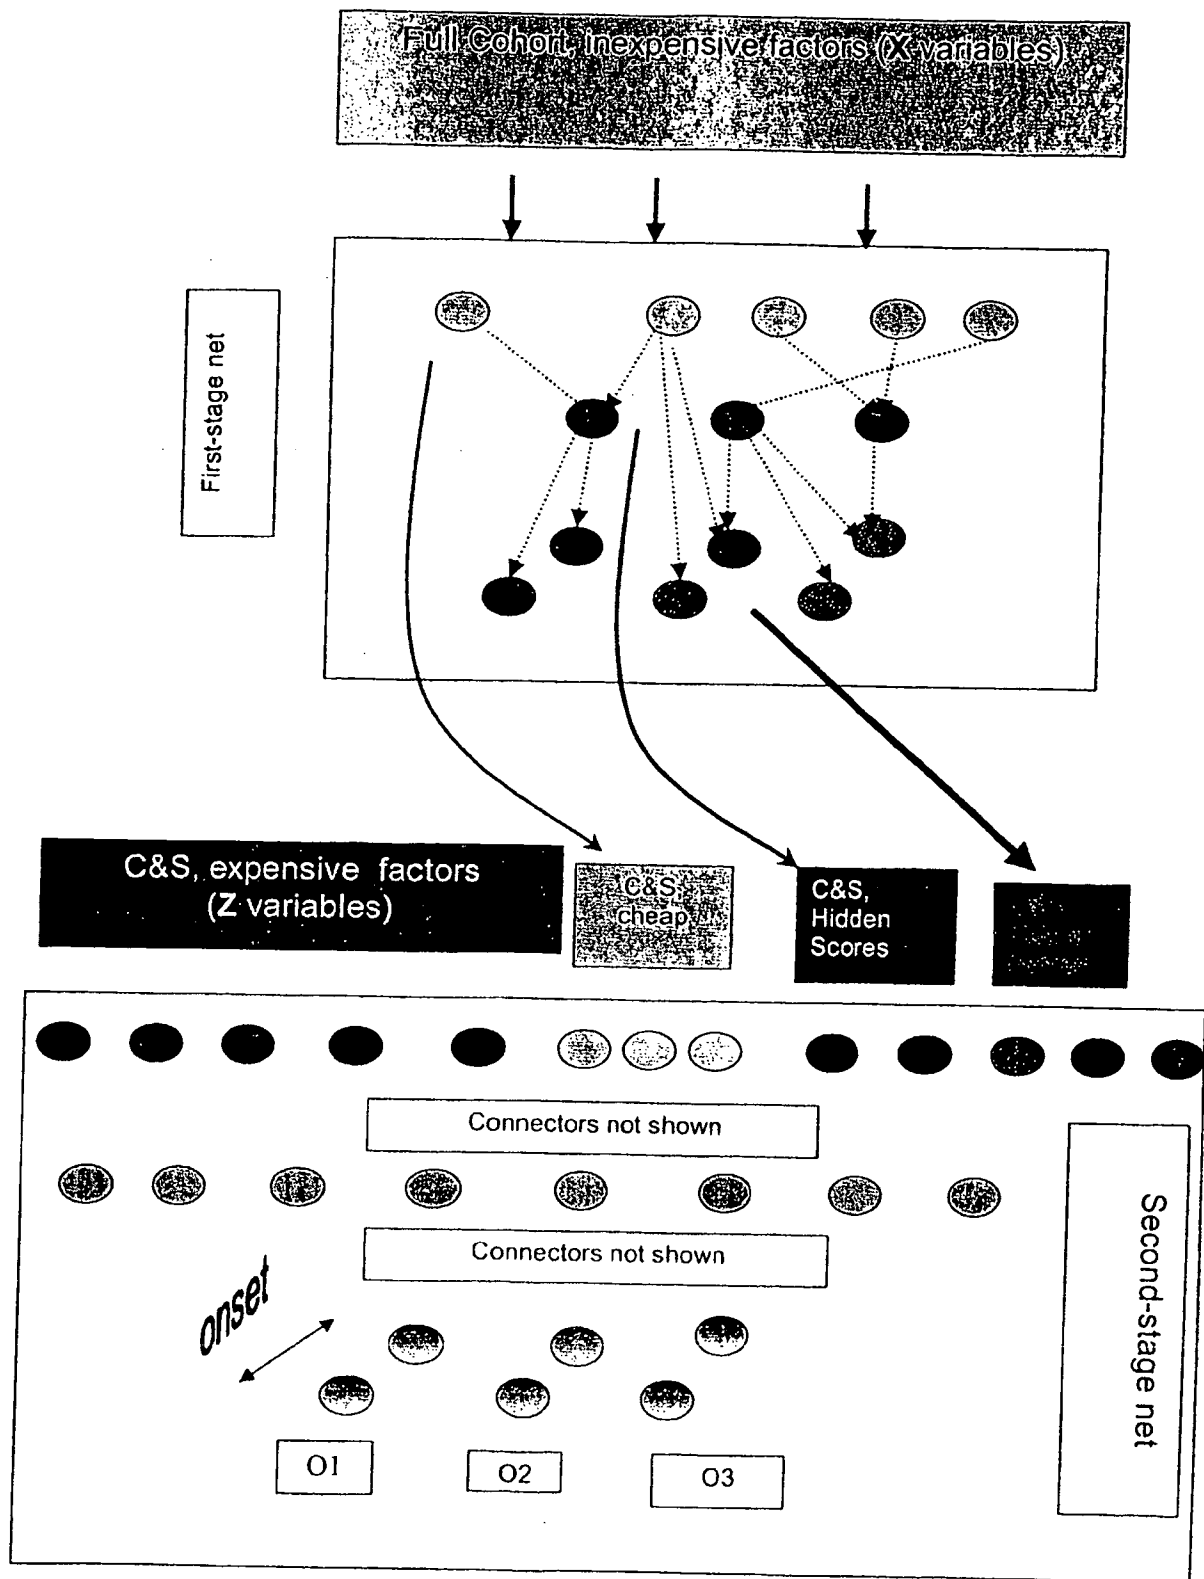 Full Cohort, Inexpensive factors (X variables)
First-stage net
C&S, expensive factors
(Z variables)
C&S,
cheap
C&S,
Hidden
Scores
Connectors not shown
Connectors not shown
onset
Second-stage net
O1
O2
O3